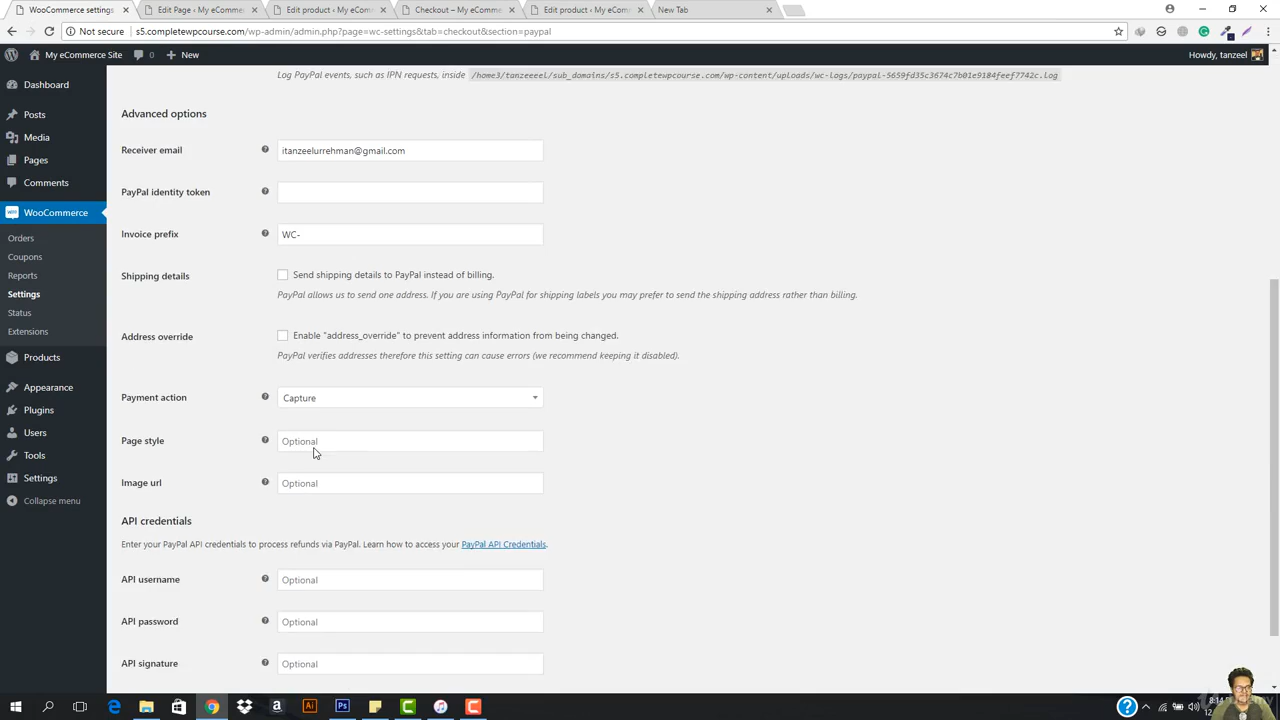 WooCommerce settings
Edit Page ‹ My eComme
Edit product ‹ My eCom
Checkout – My eComme
Edit product ‹ My eCom
New Tab
Not secure
s5.completewpcourse.com/wp-admin/admin.php?page=wc-settings&tab=checkout&section=paypal
My eCommerce Site
0
New
Howdy, tanzeel
Log PayPal events, such as IPN requests, inside /home3/tanzeeeel/sub_domains/s5.completewpcourse.com/wp-content/uploads/wc-logs/paypal-5659fd35c3674c7b01e9184feef7742c.log
Dashboard
Posts
Media
Pages
Comments
WooCommerce
Orders
Coupons
Reports
Settings
Status
Extensions
Products
Appearance
Plugins
Users
Tools
Settings
Collapse menu
Advanced options
Receiver email
itanzeelurrehman@gmail.com
PayPal identity token
Invoice prefix
WC-
Shipping details
Send shipping details to PayPal instead of billing.
PayPal allows us to send one address. If you are using PayPal for shipping labels you may prefer to send the shipping address rather than billing.
Address override
Enable "address_override" to prevent address information from being changed.
PayPal verifies addresses therefore this setting can cause errors (we recommend keeping it disabled).
Payment action
Capture
Page style
Optional
Image url
Optional
API credentials
Enter your PayPal API credentials to process refunds via PayPal. Learn how to access your PayPal API Credentials.
API username
Optional
API password
Optional
API signature
Optional